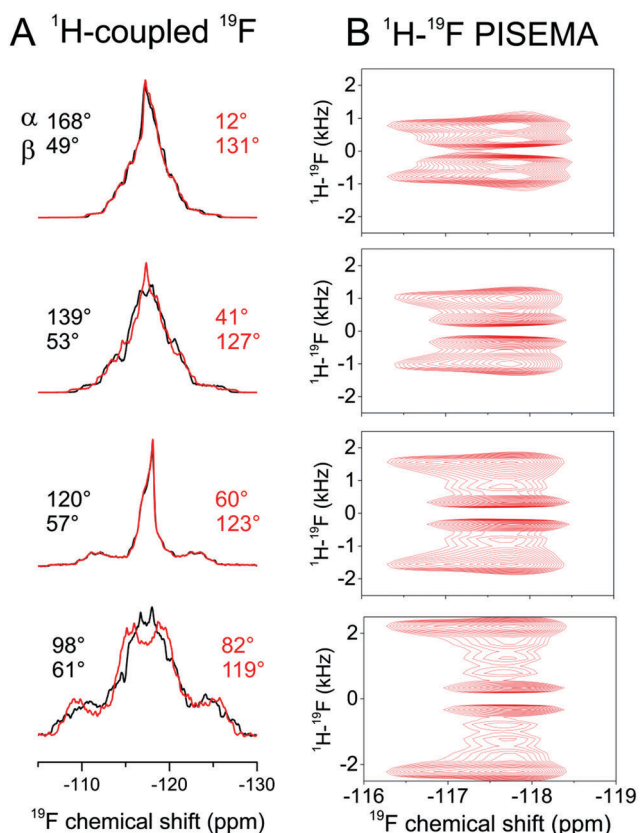 A ¹H-coupled ¹⁹F
B ¹H-¹⁹F PISEMA
α 168°
β 49°
12°
131°
139°
53°
41°
127°
120°
57°
60°
123°
98°
61°
82°
119°
-110 -120 -130
¹⁹F chemical shift (ppm)
2
1
0
-1
-2
¹H-¹⁹F (kHz)
2
1
0
-1
-2
¹H-¹⁹F (kHz)
2
1
0
-1
-2
¹H-¹⁹F (kHz)
2
0
-2
¹H-¹⁹F (kHz)
-116 -117 -118 -119
¹⁹F chemical shift (ppm)